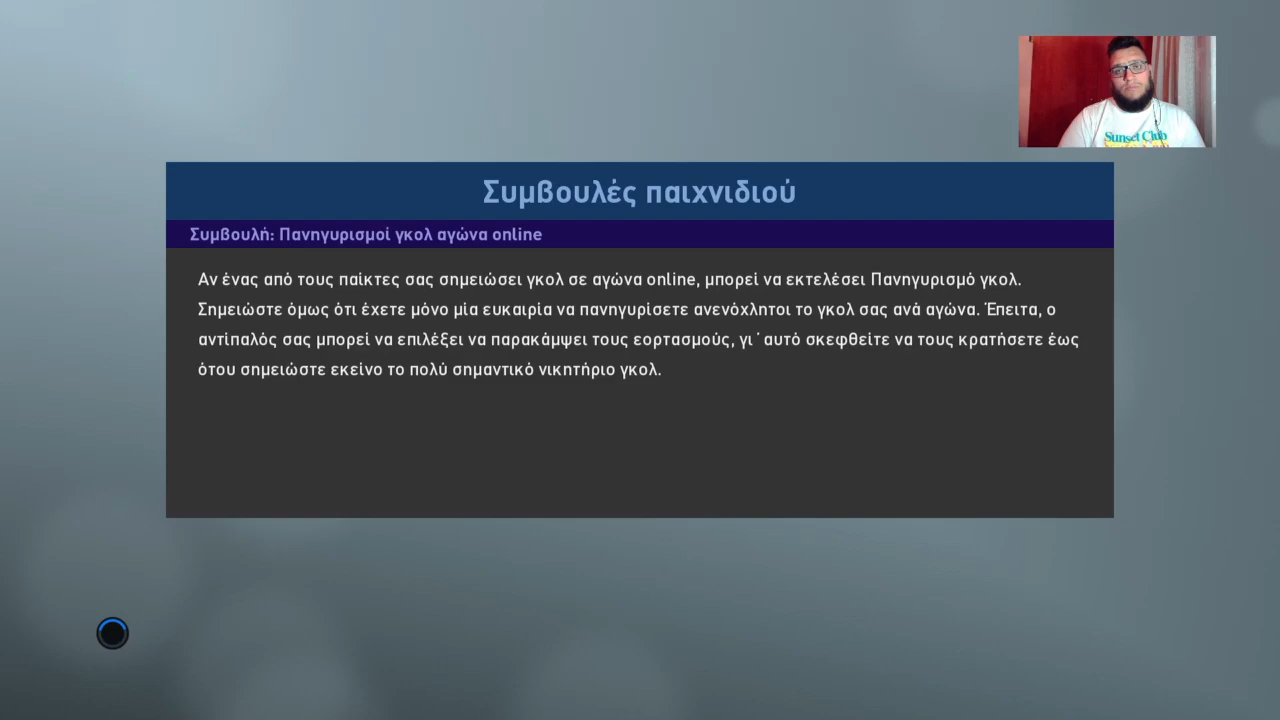 Sunset Club
Συμβουλές παιχνιδιού
Συμβουλή: Πανηγυρισμοί γκολ αγώνα online
Αν ένας από τους παίκτες σας σημειώσει γκολ σε αγώνα online, μπορεί να εκτελέσει Πανηγυρισμό γκολ.
Σημειώστε όμως ότι έχετε μόνο μία ευκαιρία να πανηγυρίσετε ανενόχλητοι το γκολ σας ανά αγώνα. Έπειτα, ο
αντίπαλός σας μπορεί να επιλέξει να παρακάμψει τους εορτασμούς, γι΄αυτό σκεφθείτε να τους κρατήσετε έως
ότου σημειώστε εκείνο το πολύ σημαντικό νικητήριο γκολ.